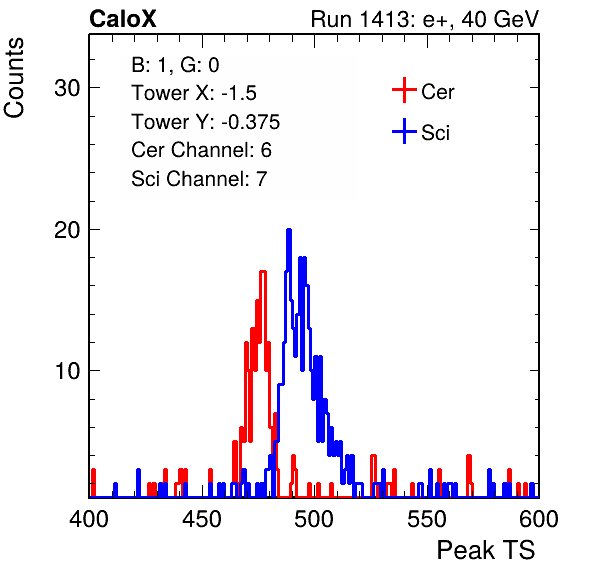 CaloX Run 1413: e+, 40 GeV
Counts
B: 1, G: 0
Tower X: -1.5
Tower Y: -0.375
Cer Channel: 6
Sci Channel: 7
Cer
Sci
30
20
10
400 450 500 550 600
Peak TS